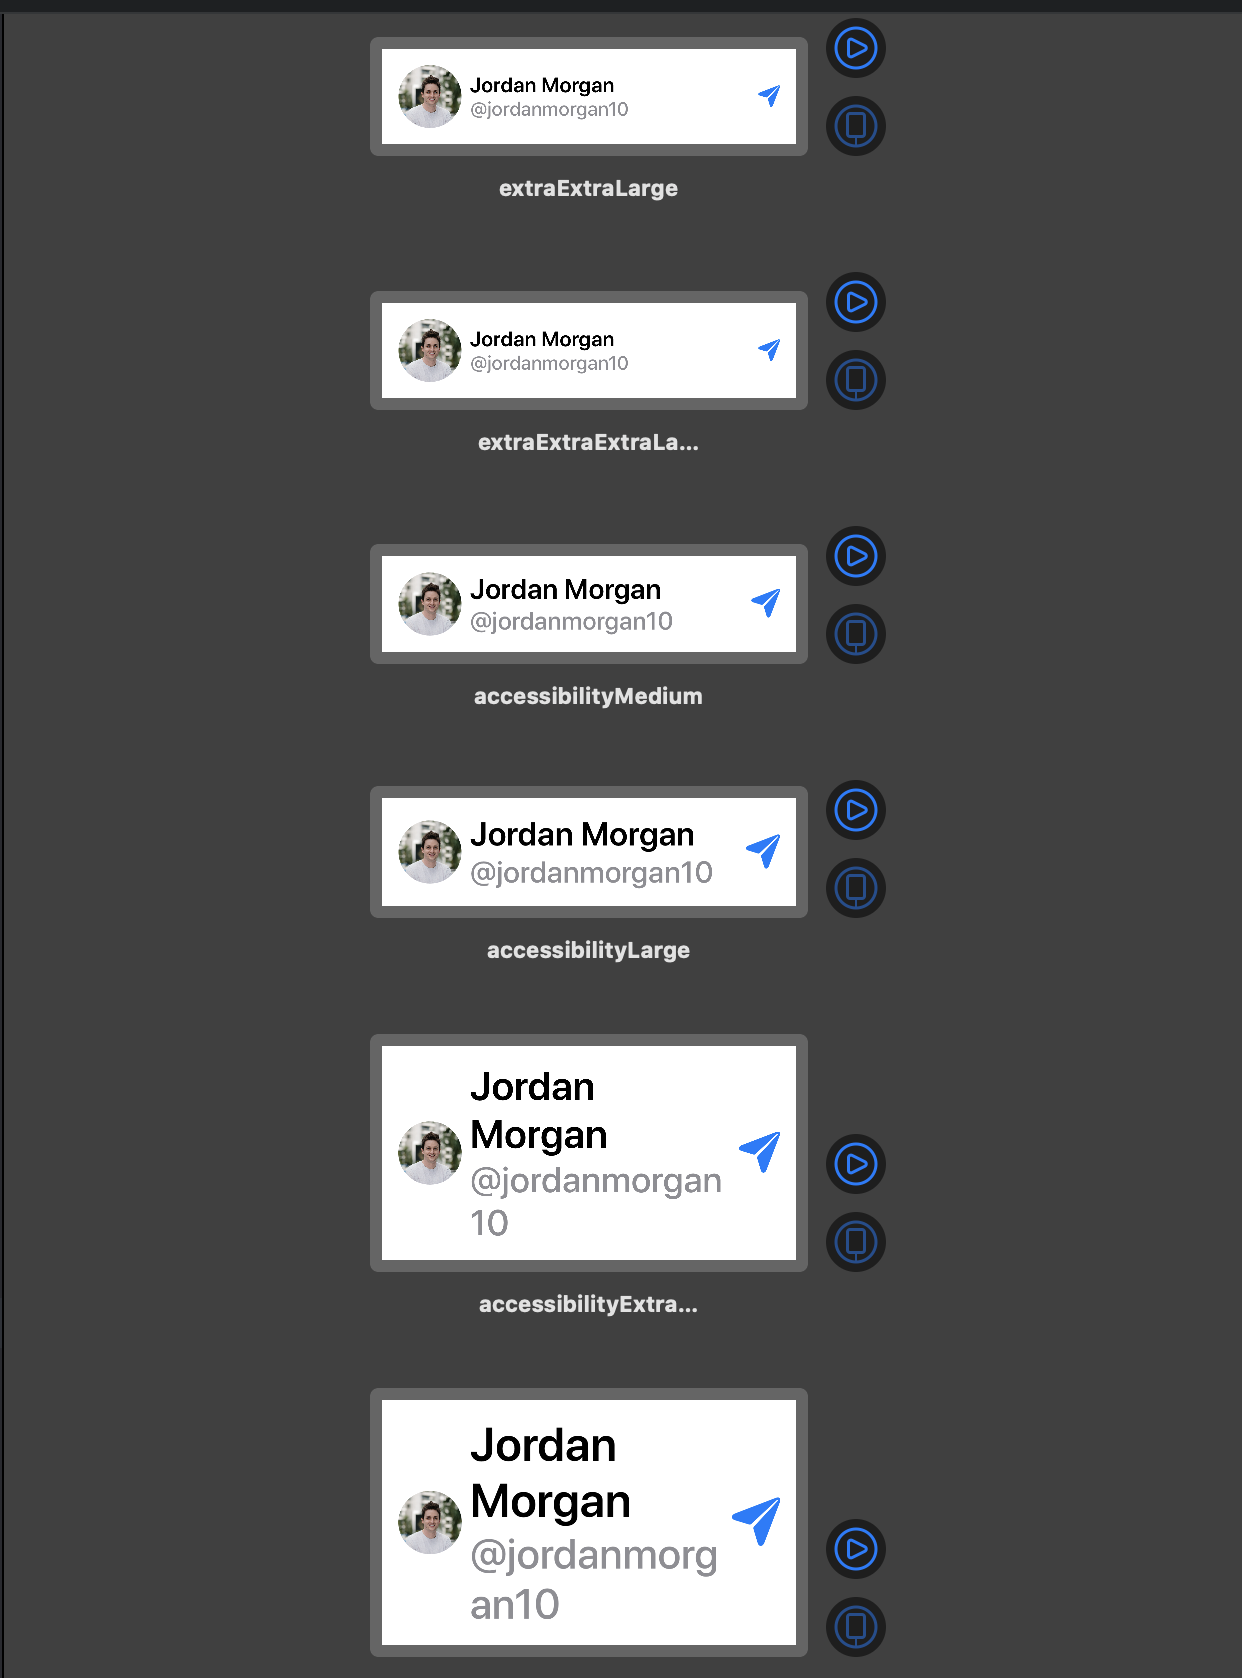 Jordan Morgan
@jordanmorgan10
extraExtraLarge
Jordan Morgan
@jordanmorgan10
extraExtraExtraLa...
Jordan Morgan
@jordanmorgan10
accessibilityMedium
Jordan Morgan
@jordanmorgan10
accessibilityLarge
Jordan
Morgan
@jordanmorgan
10
accessibilityExtra...
Jordan
Morgan
@jordanmorg
an10